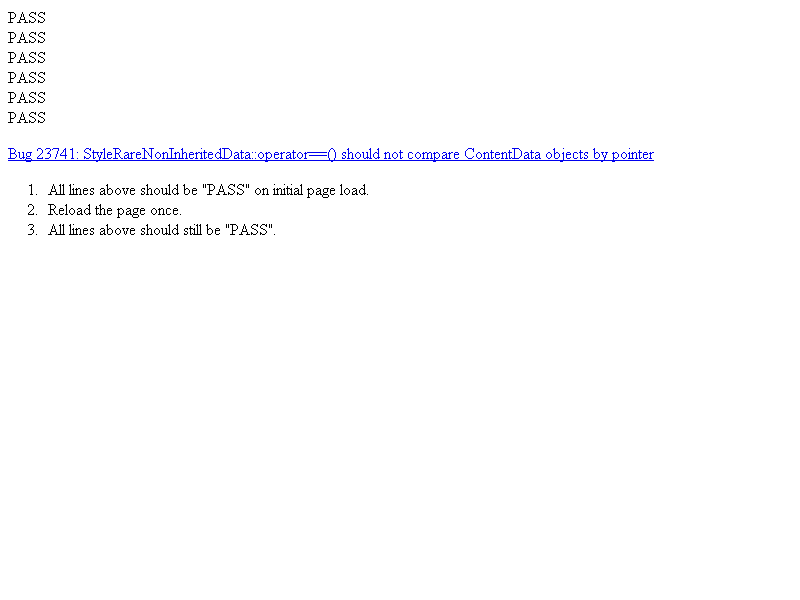 PASS
PASS
PASS
PASS
PASS
PASS
Bug 23741: StyleRareNonInheritedData::operator==() should not compare ContentData objects by pointer
1. All lines above should be "PASS" on initial page load.
2. Reload the page once.
3. All lines above should still be "PASS".